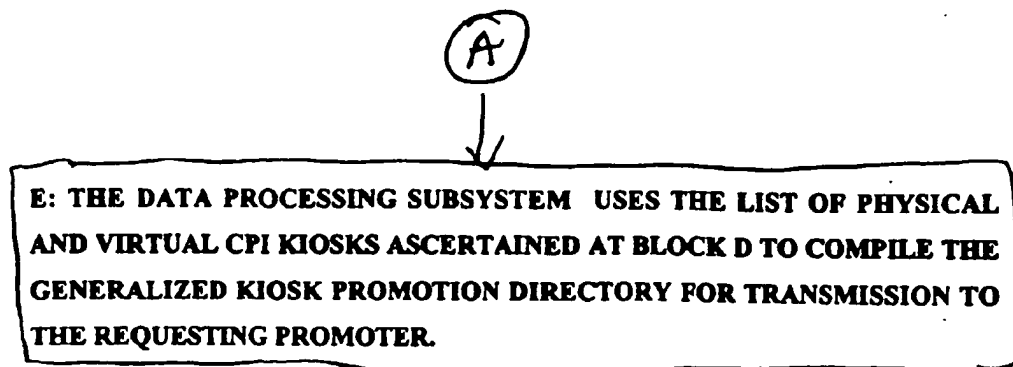 A
E: THE DATA PROCESSING SUBSYSTEM USES THE LIST OF PHYSICAL
AND VIRTUAL CPI KIOSKS ASCERTAINED AT BLOCK D TO COMPILE THE
GENERALIZED KIOSK PROMOTION DIRECTORY FOR TRANSMISSION TO
THE REQUESTING PROMOTER.